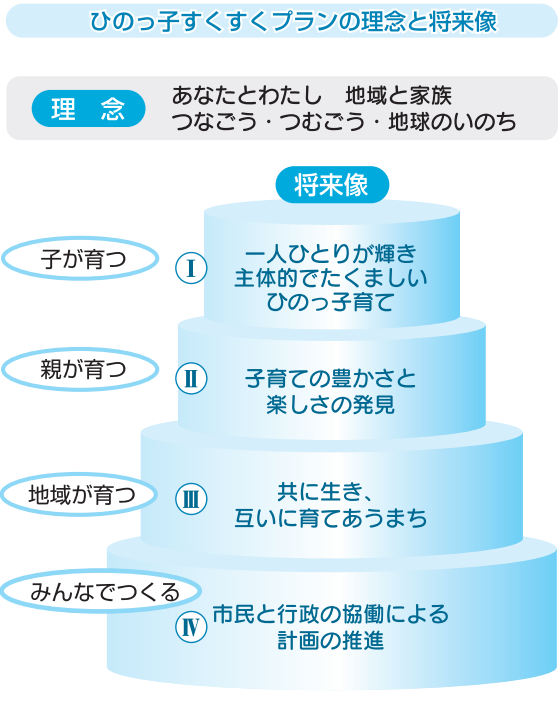 ひのっ子すくすくプランの理念と将来像
理　念
あなたとわたし　地域と家族
つなごう・つむごう・地球のいのち
将来像
子が育つ
Ⅰ
一人ひとりが輝き
主体的でたくましい
ひのっ子育て
親が育つ
Ⅱ
子育ての豊かさと
楽しさの発見
地域が育つ
Ⅲ
共に生き、
互いに育てあうまち
みんなでつくる
Ⅳ
市民と行政の協働による
計画の推進